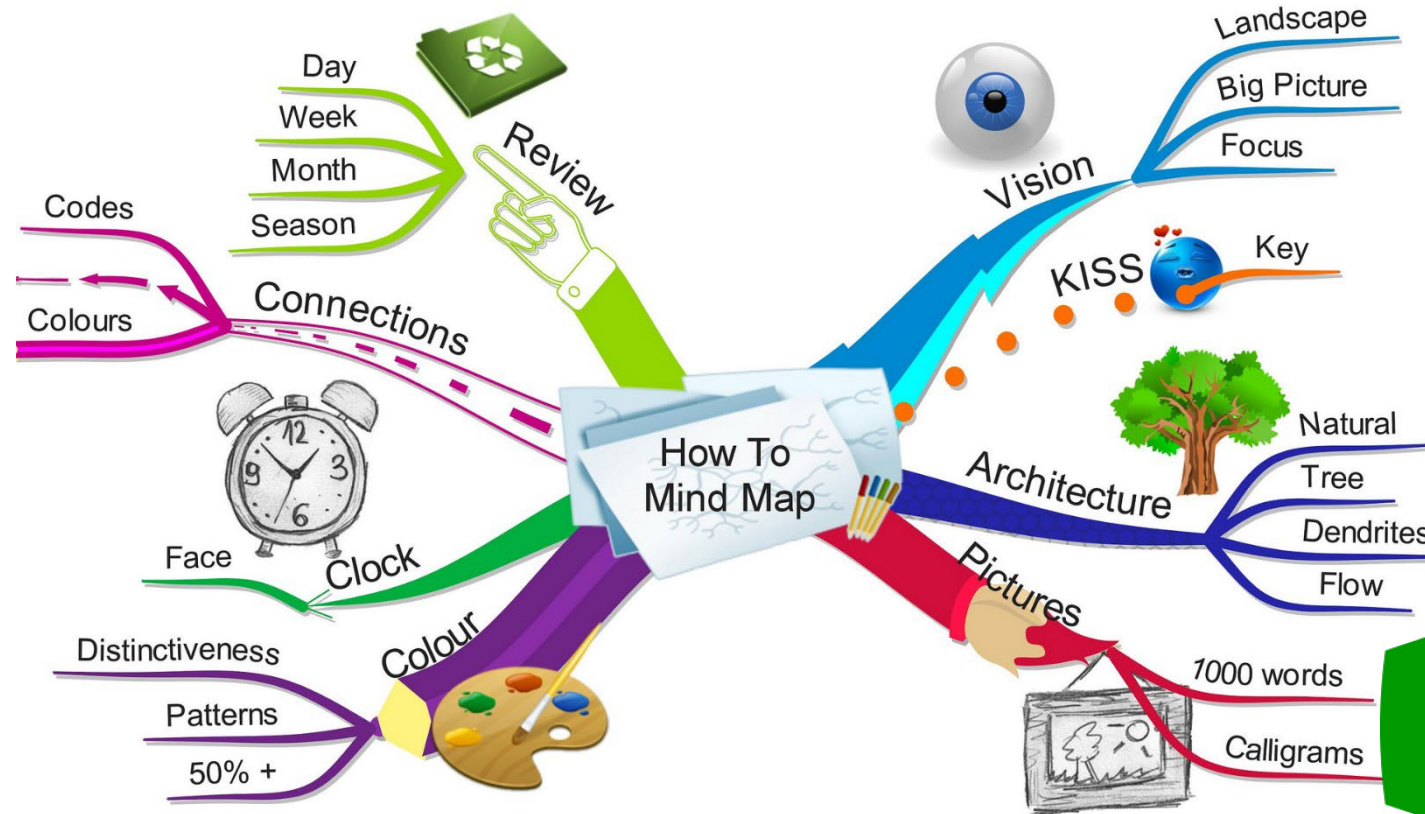 How To
Mind Map
Vision
Landscape
Big Picture
Focus
KISS
Key
Architecture
Natural
Tree
Dendrites
Flow
Pictures
1000 words
Calligrams
Colour
Distinctiveness
Patterns
50% +
Clock
Face
12
3
6
9
Connections
Codes
Colours
Review
Day
Week
Month
Season